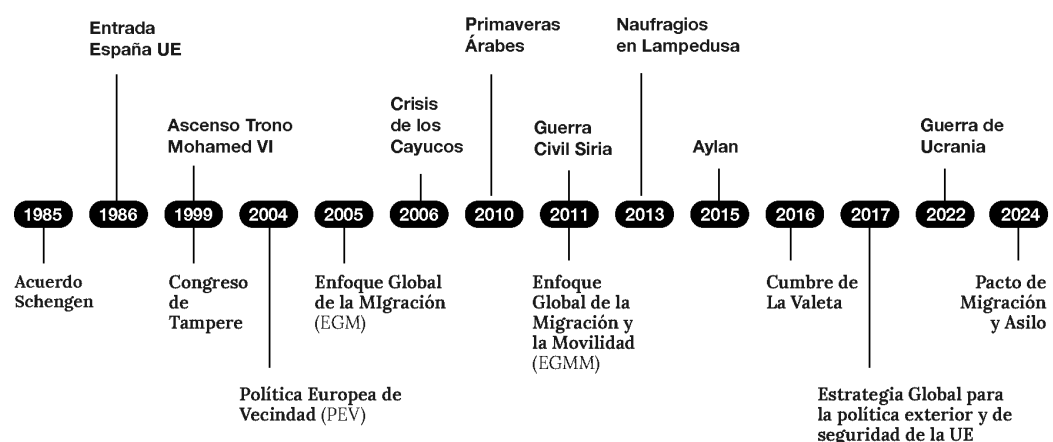 Entrada
España UE
Ascenso Trono
Mohamed VI
Crisis
de los
Cayucos
Primaveras
Árabes
Guerra
Civil Siria
Naufragios
en Lampedusa
Aylan
Guerra de
Ucrania
1985 1986 1999 2004 2005 2006 2010 2011 2013 2015 2016 2017 2022 2024
Acuerdo
Schengen
Congreso
de
Tampere
Política Europea de
Vecindad (PEV)
Enfoque Global
de la MIgración
(EGM)
Enfoque
Global de la
Migración y
la Movilidad
(EGMM)
Cumbre de
La Valeta
Estrategia Global para
la política exterior y de
seguridad de la UE
Pacto de
Migración
y Asilo